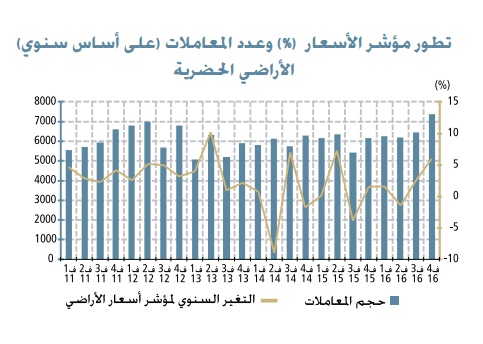 تطور مؤشر الأسعار (%) وعدد المعاملات (على أساس سنوي)
الأراضي الحضرية
(%)
8000
7000
6000
5000
4000
3000
2000
1000
0
15
10
5
0
-5
-10
ف1 ف2 ف3 ف4 ف1 ف2 ف3 ف4 ف1 ف2 ف3 ف4 ف1 ف2 ف3 ف4 ف1 ف2 ف3 ف4 ف1 ف2 ف3 ف4
11 11 11 11 12 12 12 12 13 13 13 13 14 14 14 14 15 15 15 15 16 16 16 16
حجم المعاملات
التغير السنوي لمؤشر أسعار الأراضي